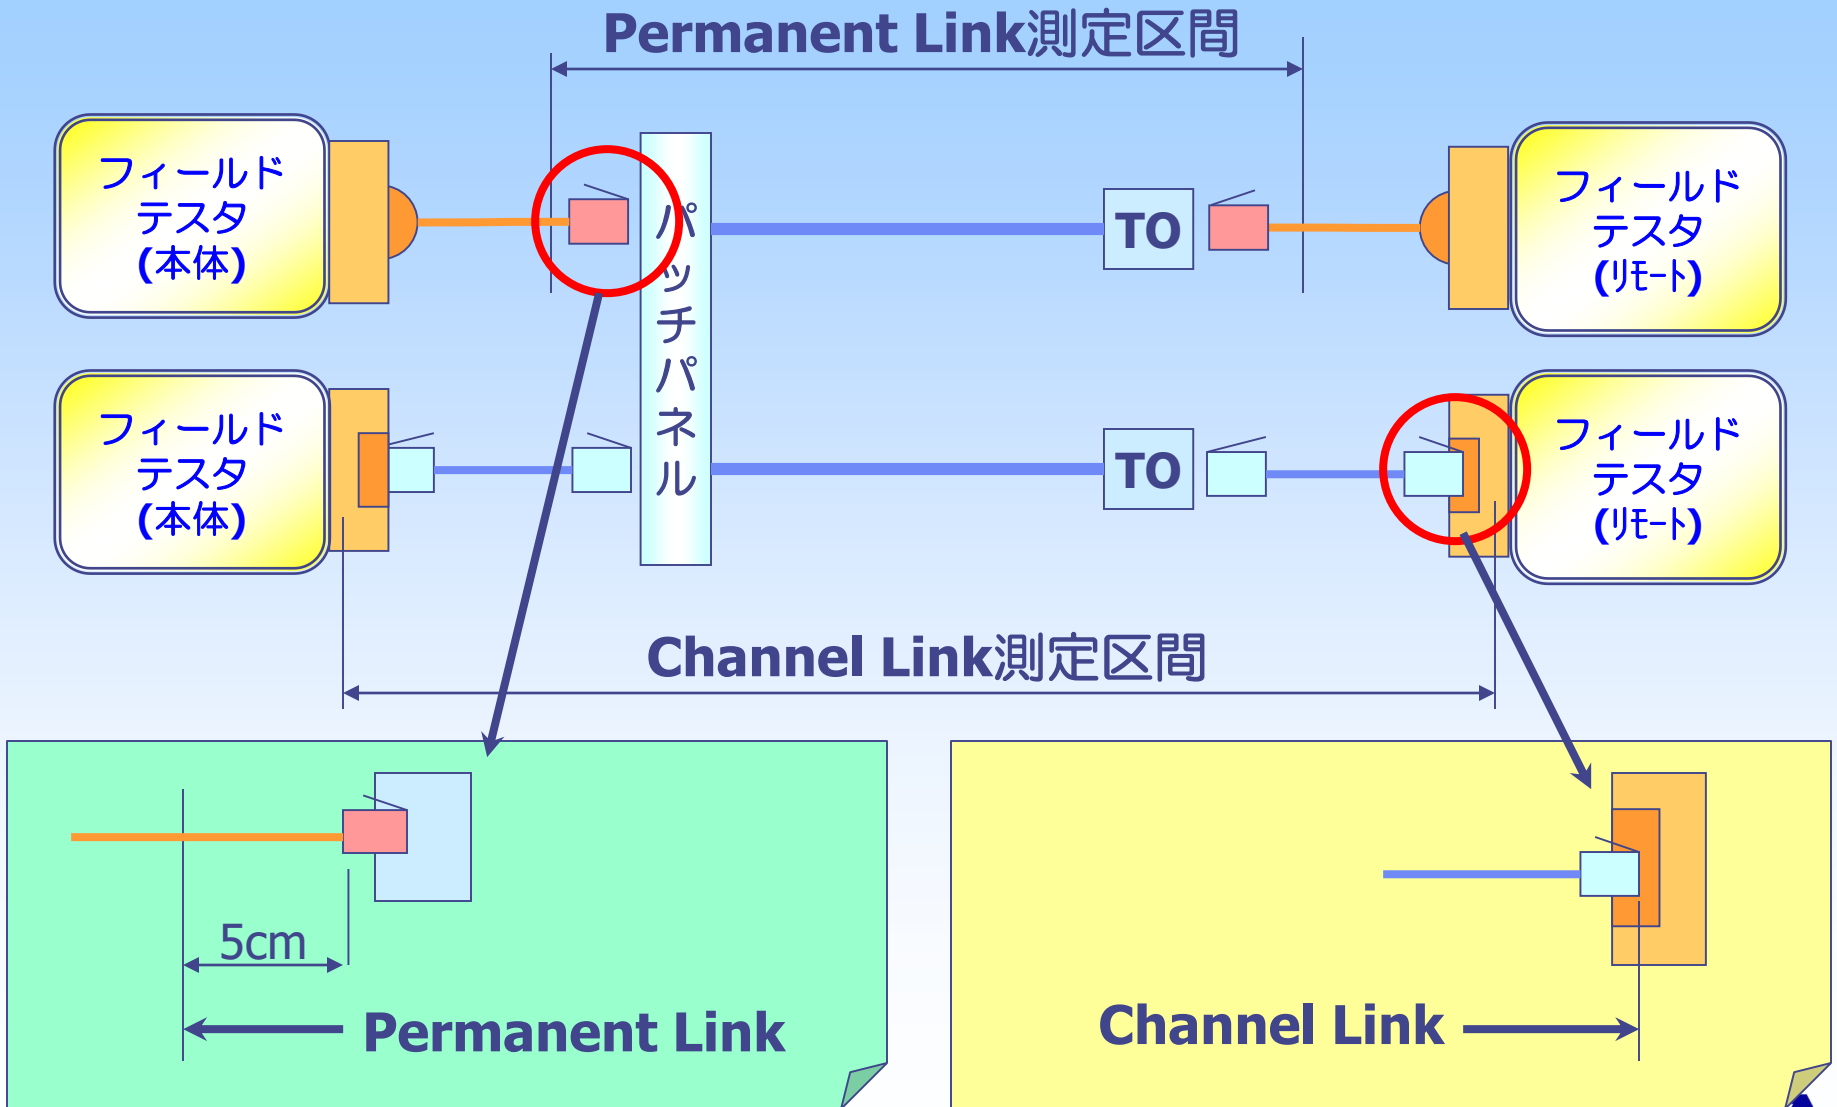 Permanent Link測定区間
フィールド
テスタ
(本体)
パッチパネル
TO
フィールド
テスタ
(ﾘﾓｰﾄ)
フィールド
テスタ
(本体)
TO
フィールド
テスタ
(ﾘﾓｰﾄ)
Channel Link測定区間
5cm
Permanent Link
Channel Link